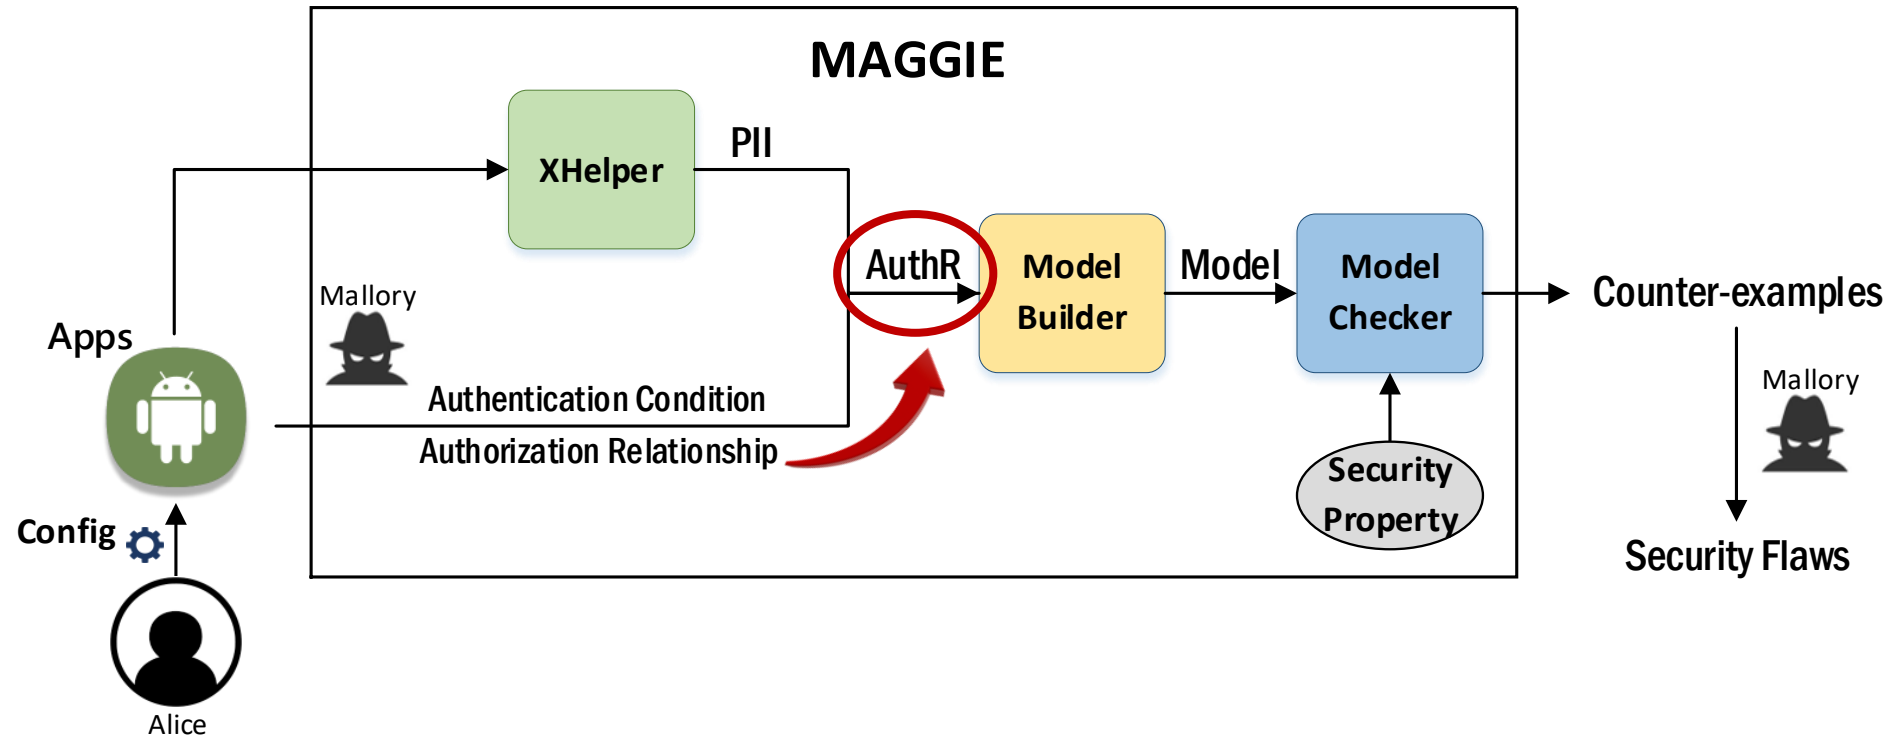 MAGGIE
PII
XHelper
AuthR
Model
Builder
Model
Model
Checker
Mallory
Counter-examples
Apps
Mallory
Authentication Condition
Authorization Relationship
Security
Property
Config
Security Flaws
Alice